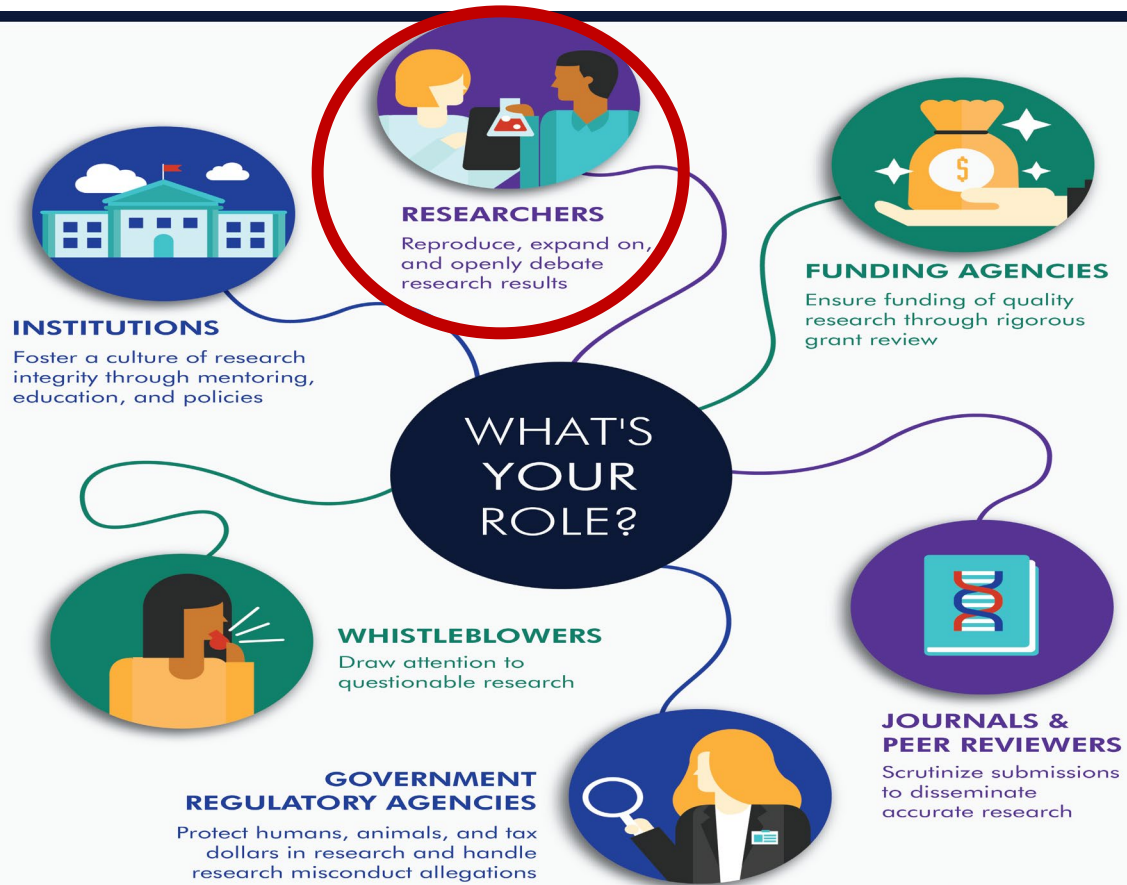 RESEARCHERS
Reproduce, expand on,
and openly debate
research results
$
FUNDING AGENCIES
Ensure funding of quality
research through rigorous
grant review
INSTITUTIONS
Foster a culture of research
integrity through mentoring,
education, and policies
WHAT'S
YOUR
ROLE?
WHISTLEBLOWERS
Draw attention to
questionable research
JOURNALS &
PEER REVIEWERS
Scrutinize submissions
to disseminate
accurate research
GOVERNMENT
REGULATORY AGENCIES
Protect humans, animals, and tax
dollars in research and handle
research misconduct allegations